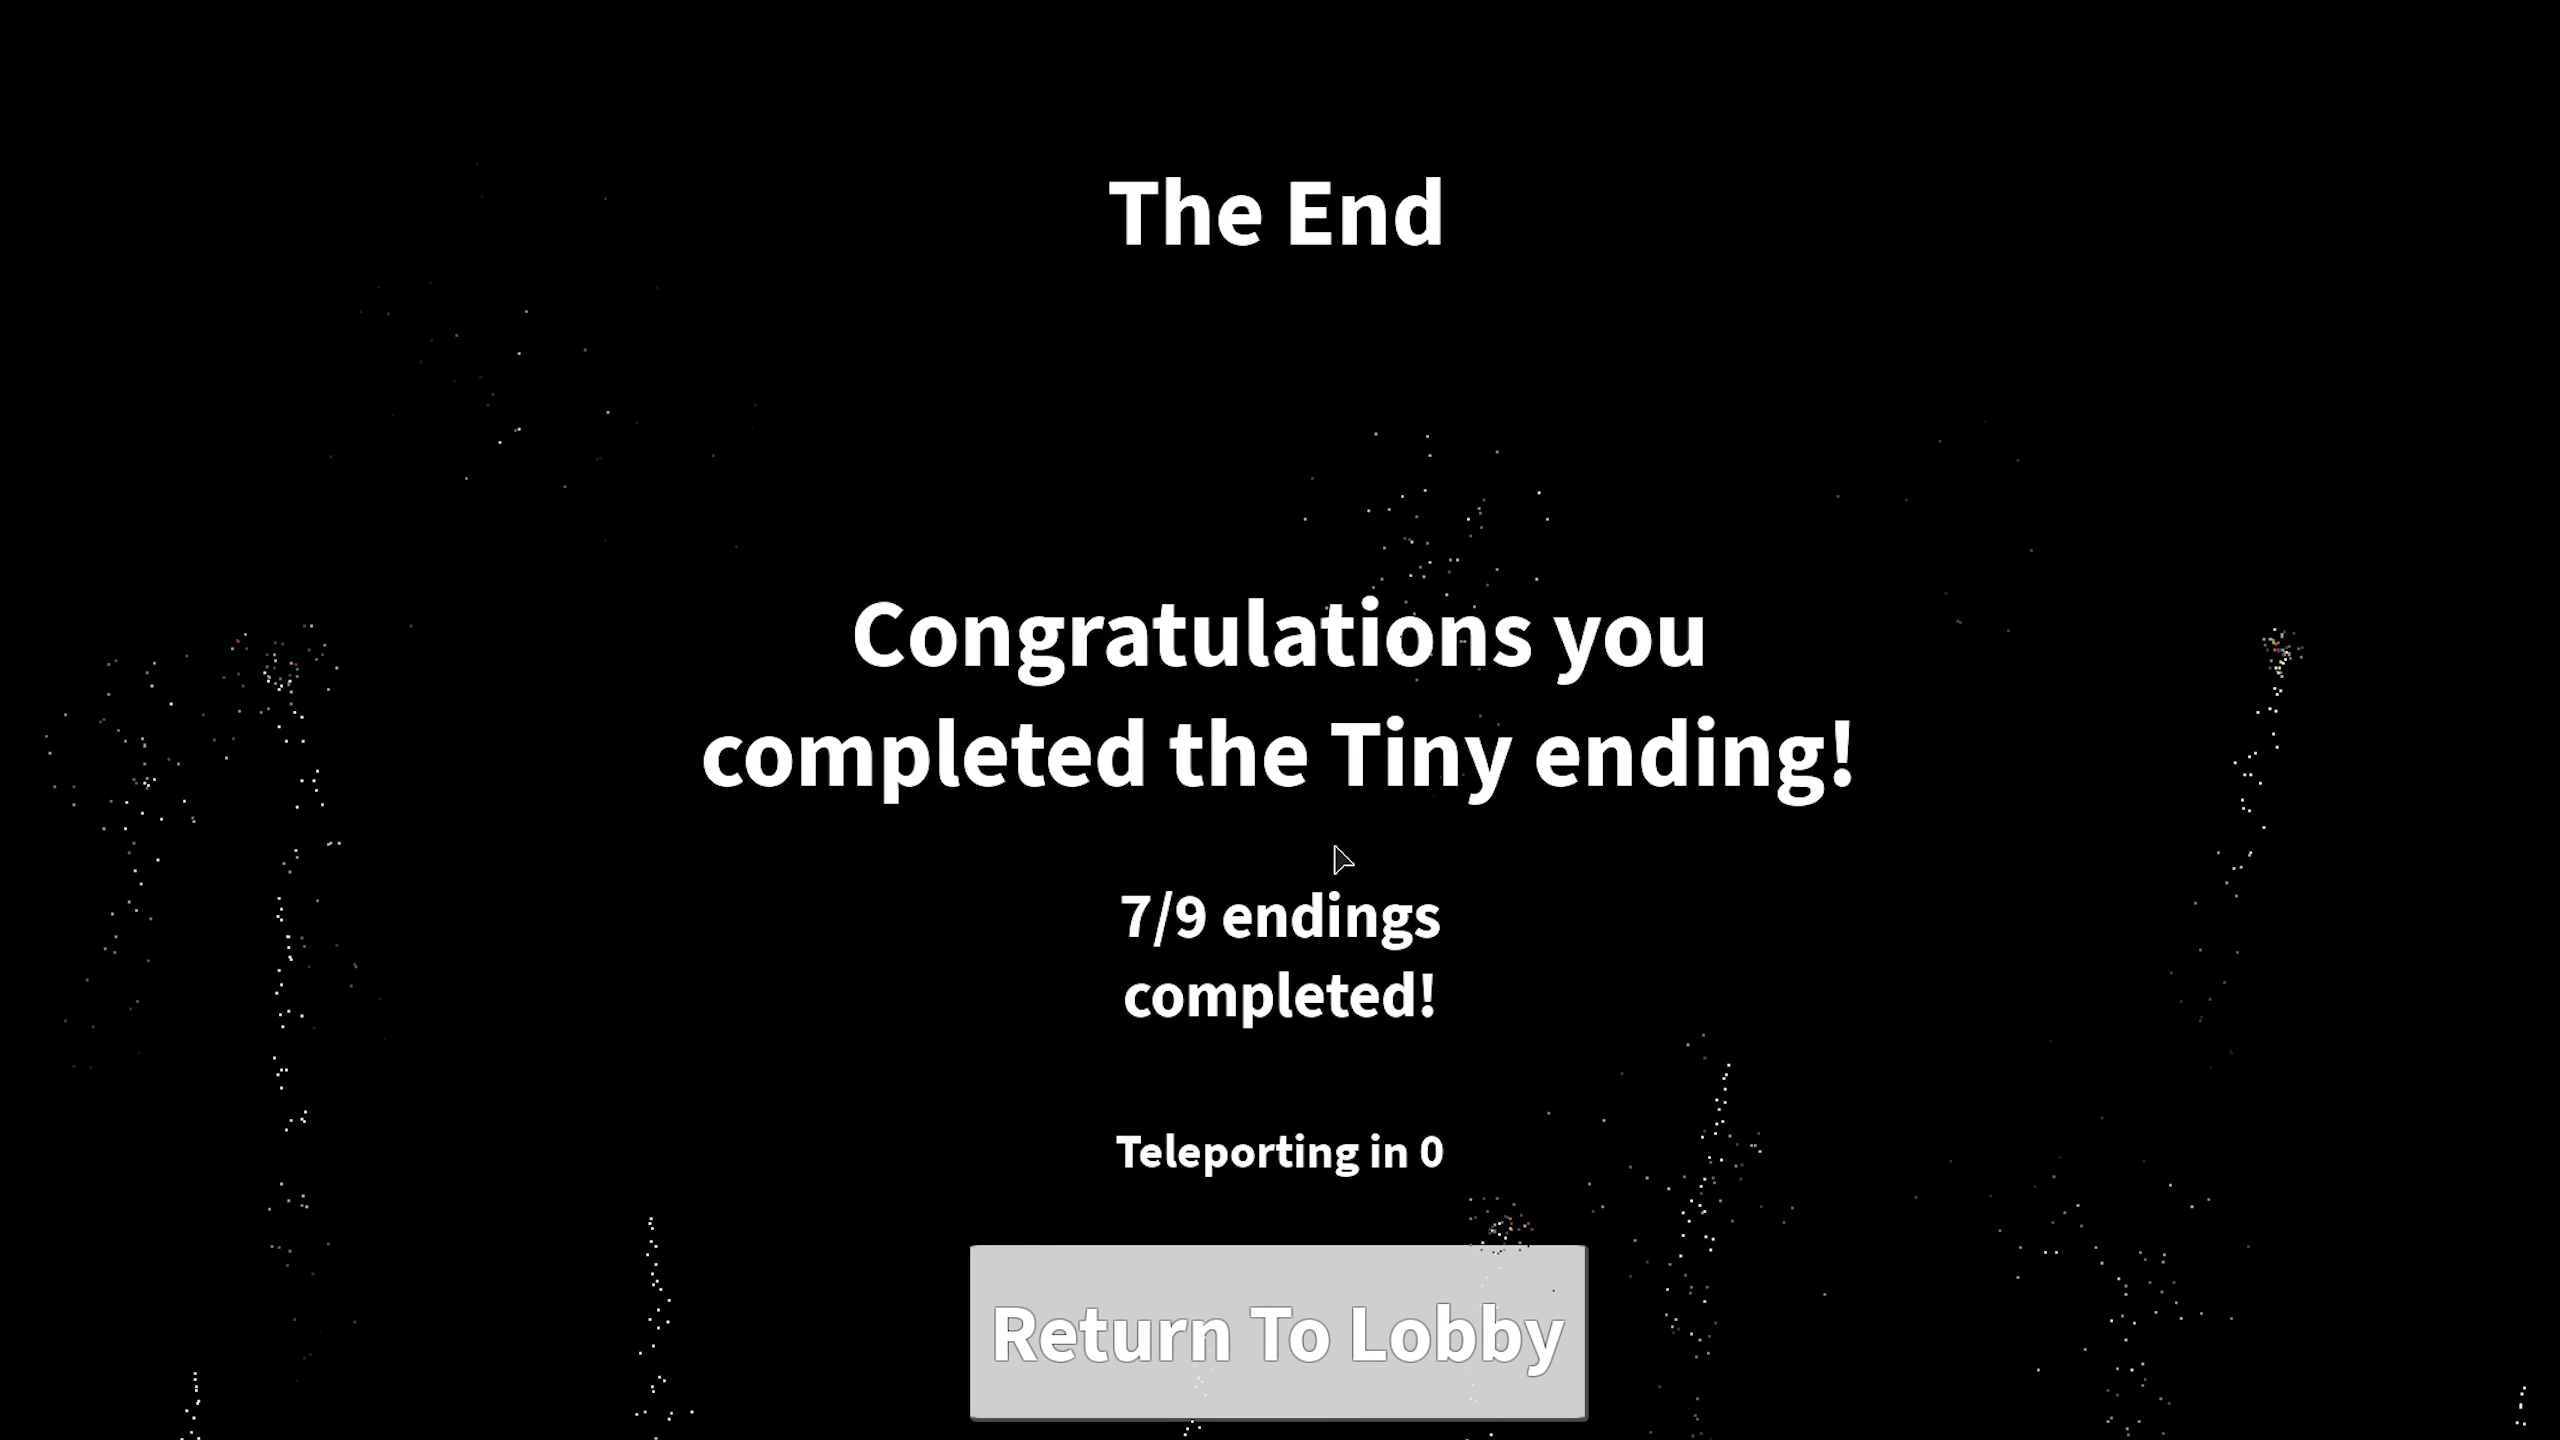 The End
Congratulations you
completed the Tiny ending!
7/9 endings
completed!
Teleporting in 0
Return To Lobby